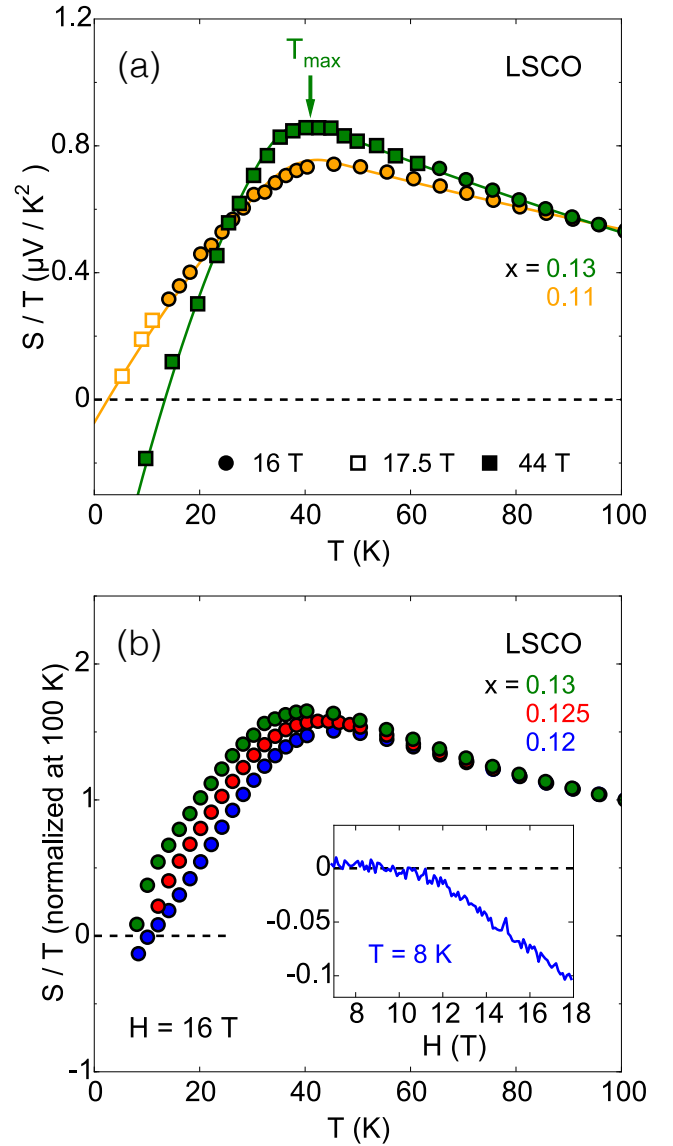 1.2
(a)
T_max
LSCO
0.8
S / T (μV / K²)
0.4
x = 0.13
0.11
0
16 T
17.5 T
44 T
0
20
40
60
80
100
T (K)
(b)
LSCO
2
x = 0.13
0.125
0.12
S / T (normalized at 100 K)
1
0
-0.05
-0.1
T = 8 K
8
10
12
14
16
18
H (T)
0
H = 16 T
-1
0
20
40
60
80
100
T (K)